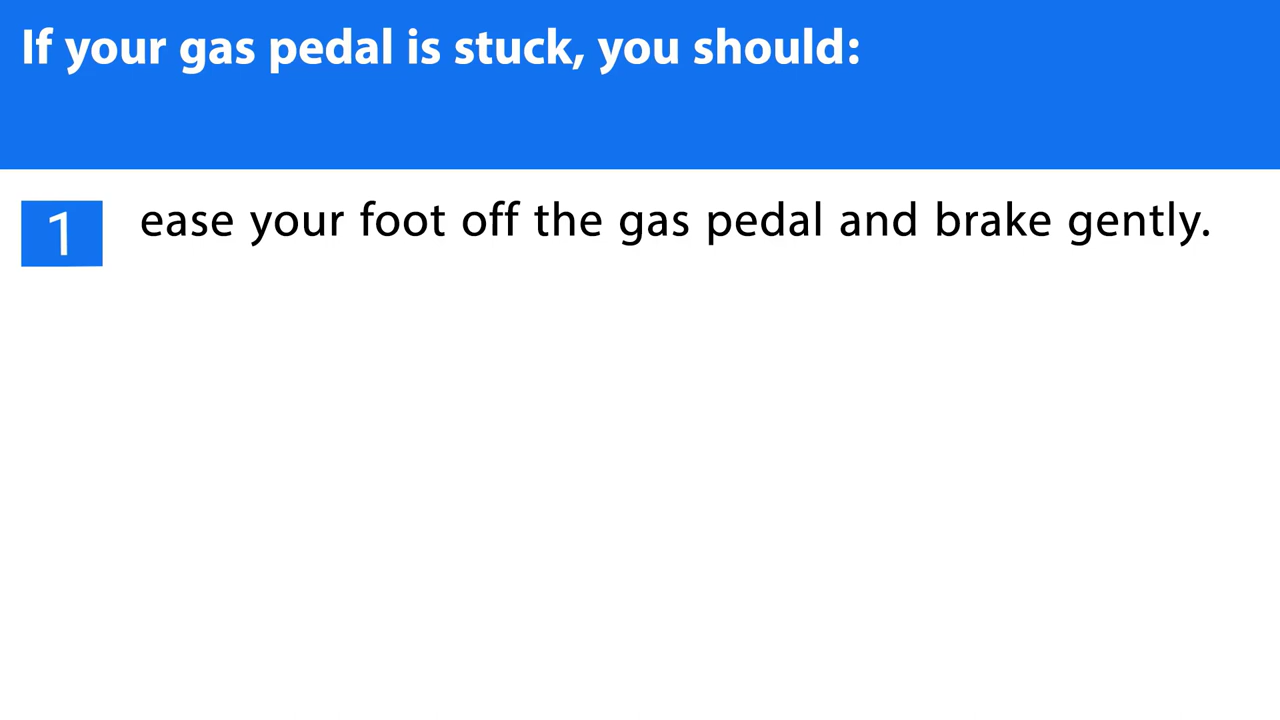 If your gas pedal is stuck, you should:
1 ease your foot off the gas pedal and brake gently.